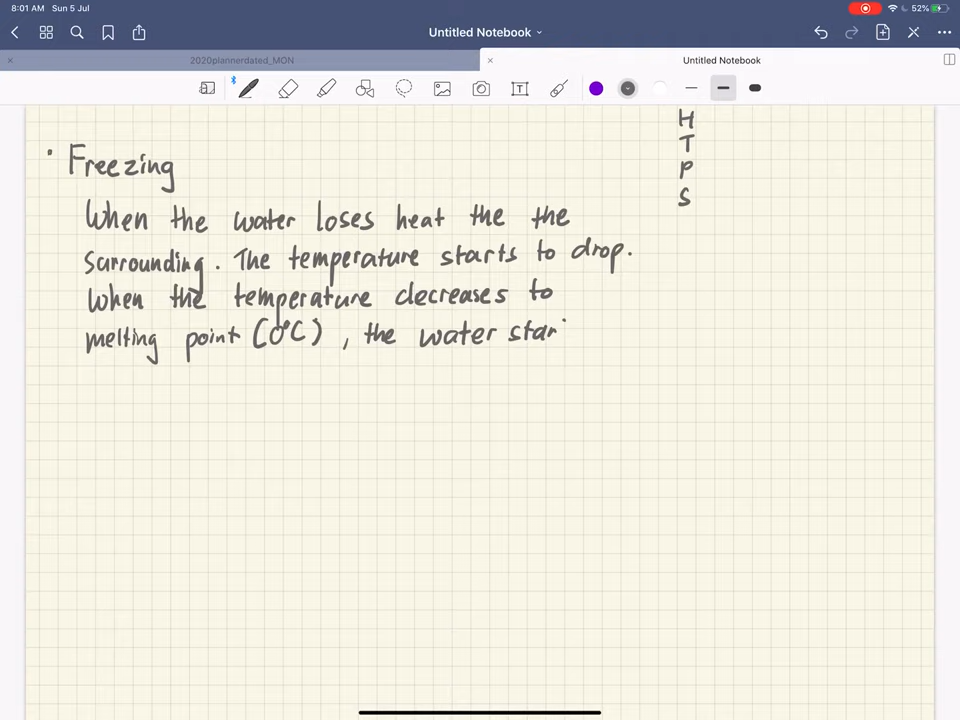 8:01 AM Sun 5 Jul
52%
Untitled Notebook
2020plannerdated_MON
Untitled Notebook
T
H
T
P
S
Freezing
When the water loses heat the the
sarrounding. The temperature starts to drop.
When the temperature decreases to
melting point (0°C), the water star